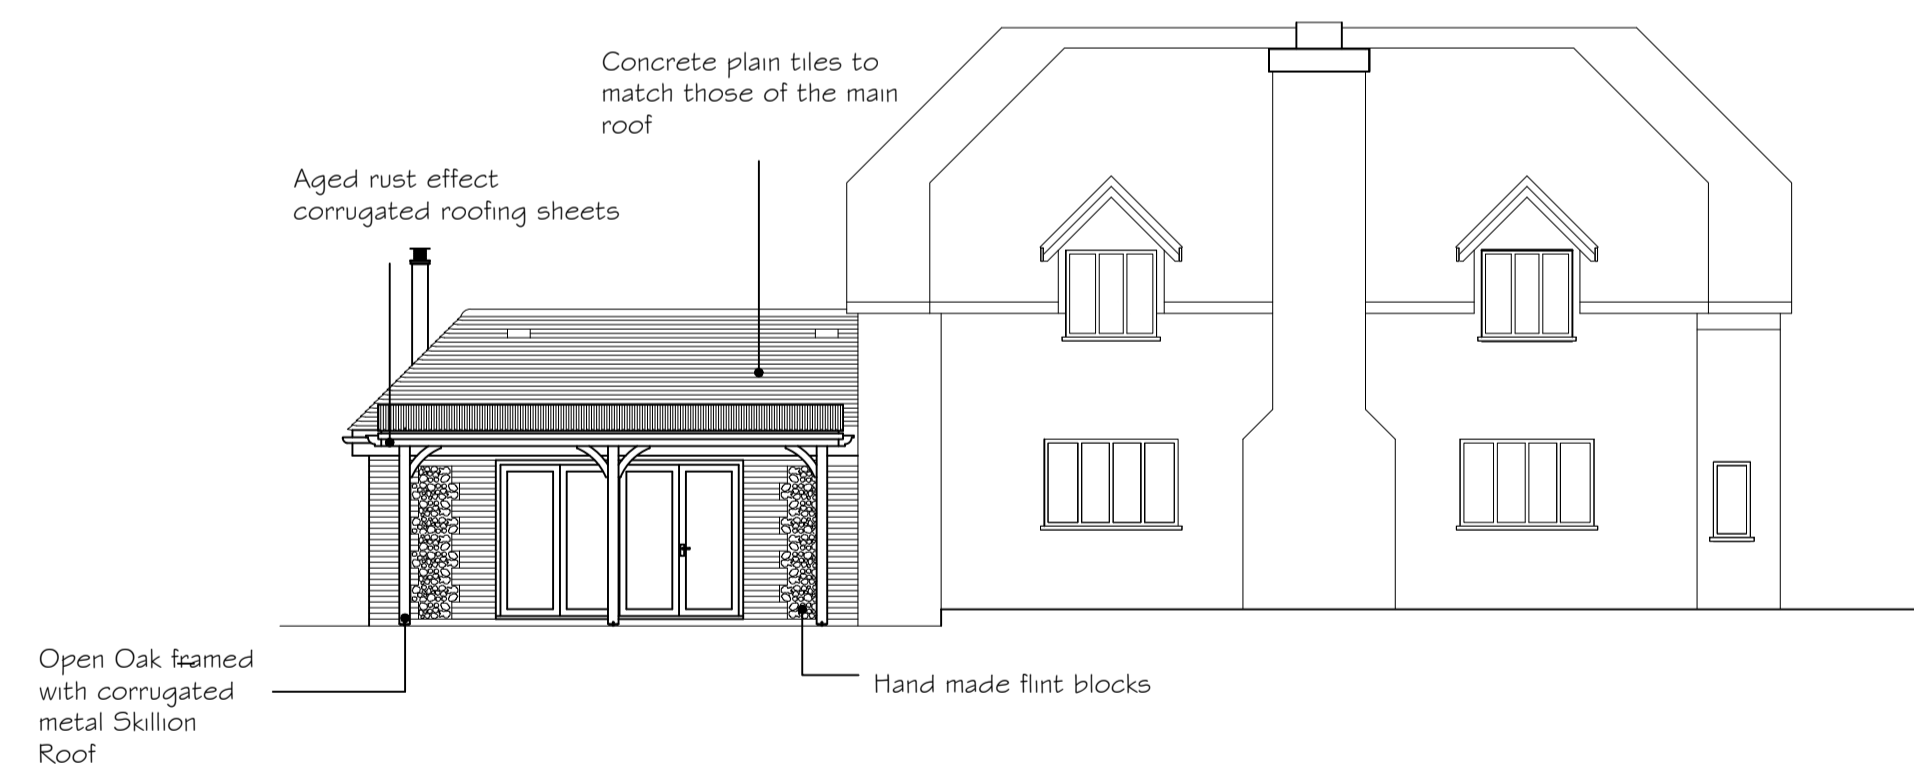 Concrete plain tiles to
match those of the main
roof
Aged rust effect
corrugated roofing sheets
Open Oak framed
with corrugated
metal Skillion
Roof
Hand made flint blocks